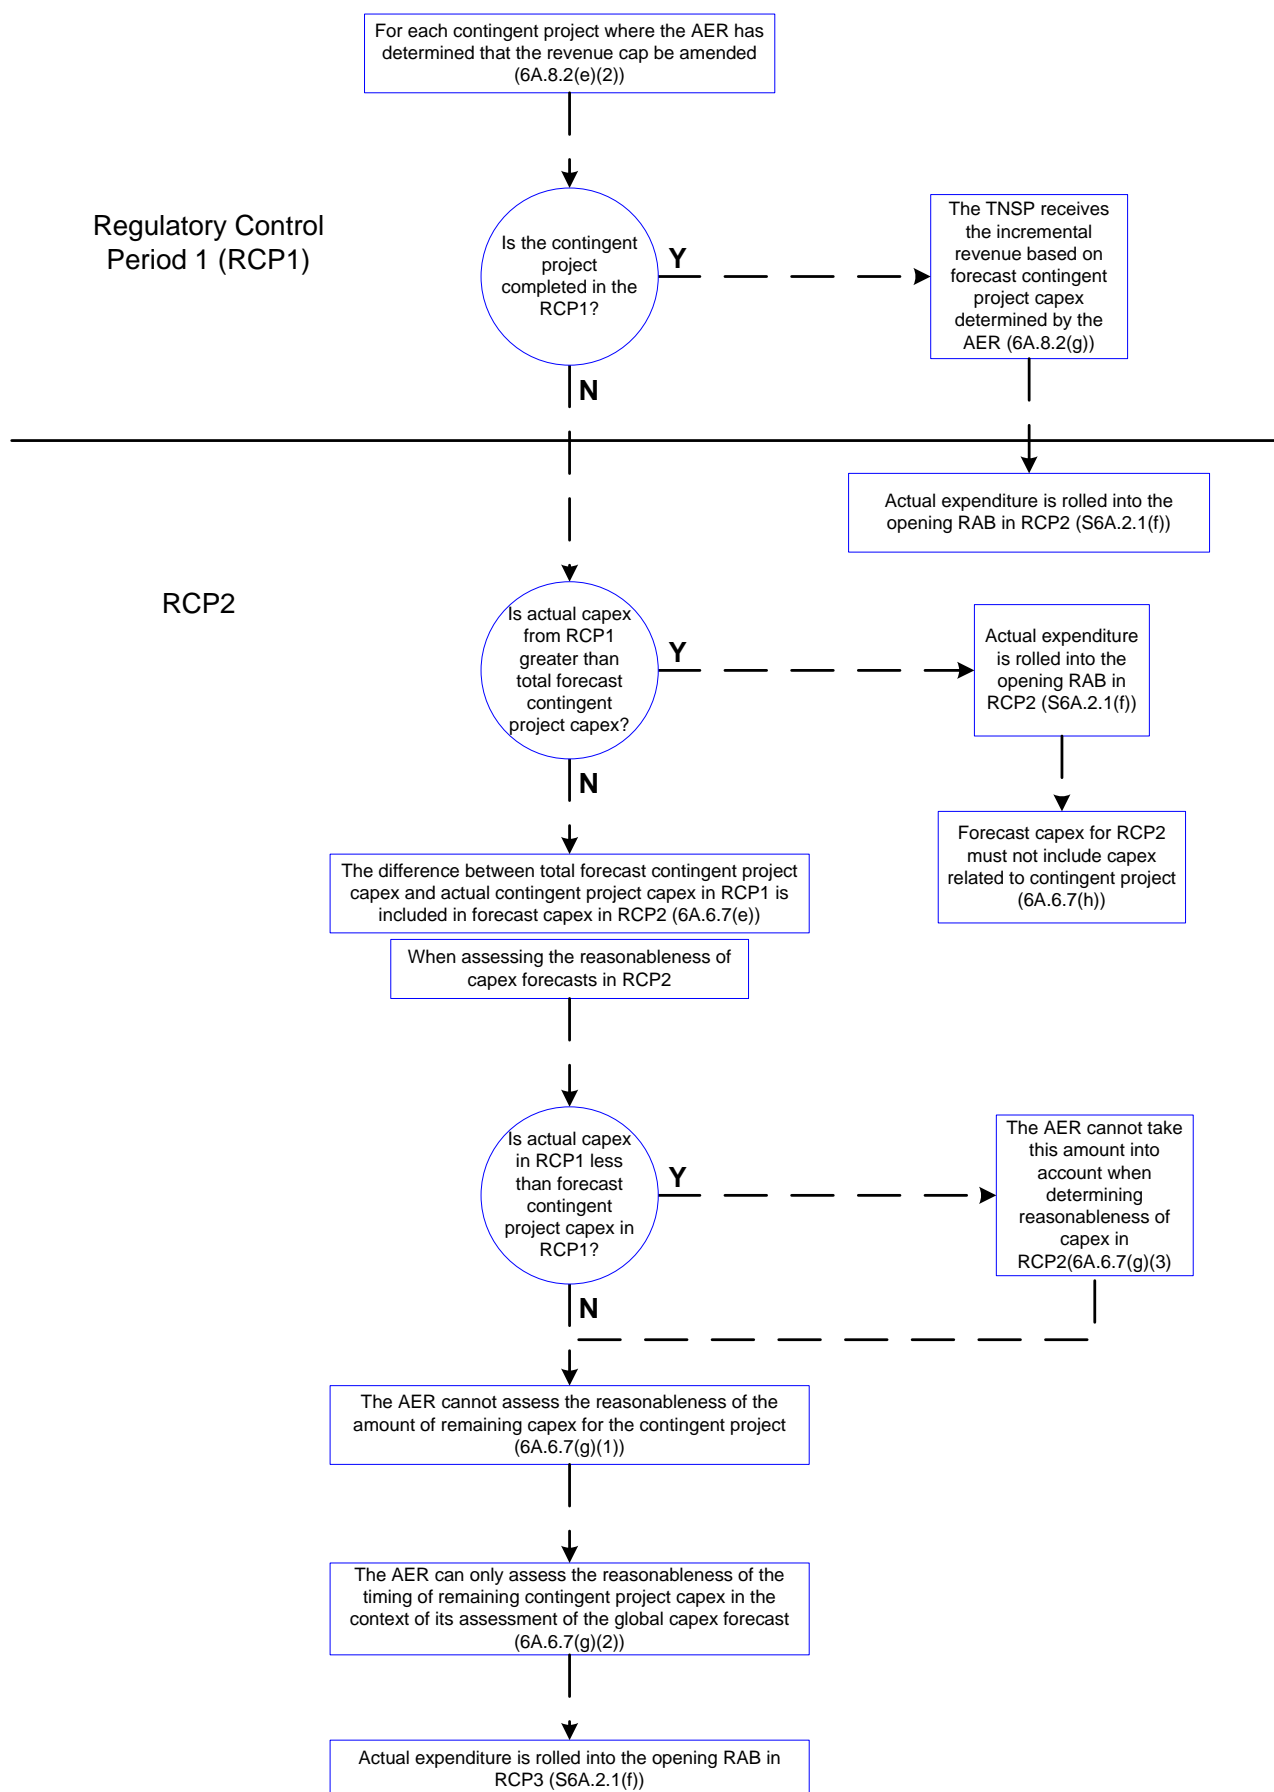 For each contingent project where the AER has
determined that the revenue cap be amended
(6A.8.2(e)(2))
Regulatory Control
Period 1 (RCP1)
Is the contingent
project
completed in the
RCP1?
Y
The TNSP receives
the incremental
revenue based on
forecast contingent
project capex
determined by the
AER (6A.8.2(g))
N
Actual expenditure is rolled into the
opening RAB in RCP2 (S6A.2.1(f))
RCP2
Is actual capex
from RCP1
greater than
total forecast
contingent
project capex?
Y
Actual expenditure
is rolled into the
opening RAB in
RCP2 (S6A.2.1(f))
N
Forecast capex for RCP2
must not include capex
related to contingent project
(6A.6.7(h))
The difference between total forecast contingent project
capex and actual contingent project capex in RCP1 is
included in forecast capex in RCP2 (6A.6.7(e))
When assessing the reasonableness of
capex forecasts in RCP2
Is actual capex
in RCP1 less
than forecast
contingent
project capex in
RCP1?
Y
The AER cannot take
this amount into
account when
determining
reasonableness of
capex in
RCP2(6A.6.7(g)(3)
N
The AER cannot assess the reasonableness of the
amount of remaining capex for the contingent project
(6A.6.7(g)(1))
The AER can only assess the reasonableness of the
timing of remaining contingent project capex in the
context of its assessment of the global capex forecast
(6A.6.7(g)(2))
Actual expenditure is rolled into the opening RAB in
RCP3 (S6A.2.1(f))